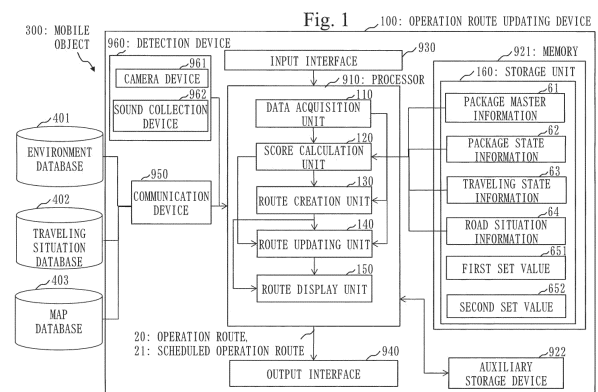 Fig. 1
100: OPERATION ROUTE UPDATING DEVICE
300: MOBILE
OBJECT
960: DETECTION DEVICE
961
CAMERA DEVICE
962
SOUND COLLECTION
DEVICE
INPUT INTERFACE
930
910: PROCESSOR
110
DATA ACQUISITION
UNIT
120
SCORE CALCULATION
UNIT
130
ROUTE CREATION UNIT
140
ROUTE UPDATING UNIT
150
ROUTE DISPLAY UNIT
921: MEMORY
160: STORAGE UNIT
61
PACKAGE MASTER
INFORMATION
62
PACKAGE STATE
INFORMATION
63
TRAVELING STATE
INFORMATION
64
ROAD SITUATION
INFORMATION
651
FIRST SET VALUE
652
SECOND SET VALUE
401
ENVIRONMENT
DATABASE
402
TRAVELING
SITUATION
DATABASE
403
MAP
DATABASE
950
COMMUNICATION
DEVICE
20: OPERATION ROUTE,
21: SCHEDULED OPERATION ROUTE
940
OUTPUT INTERFACE
922
AUXILIARY
STORAGE DEVICE